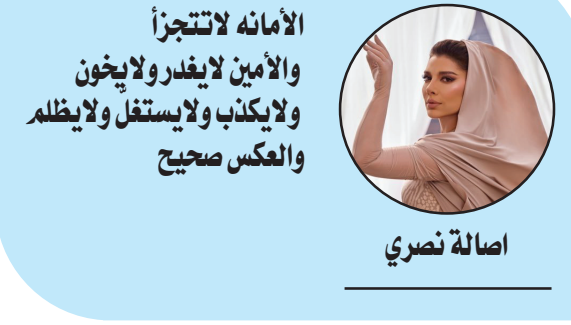 الأمانه لاتتجزأ
والأمين لايغدر ولايخون
ولايكذب ولايستغلّ ولايظلم
والعكس صحيح
اصالة نصري